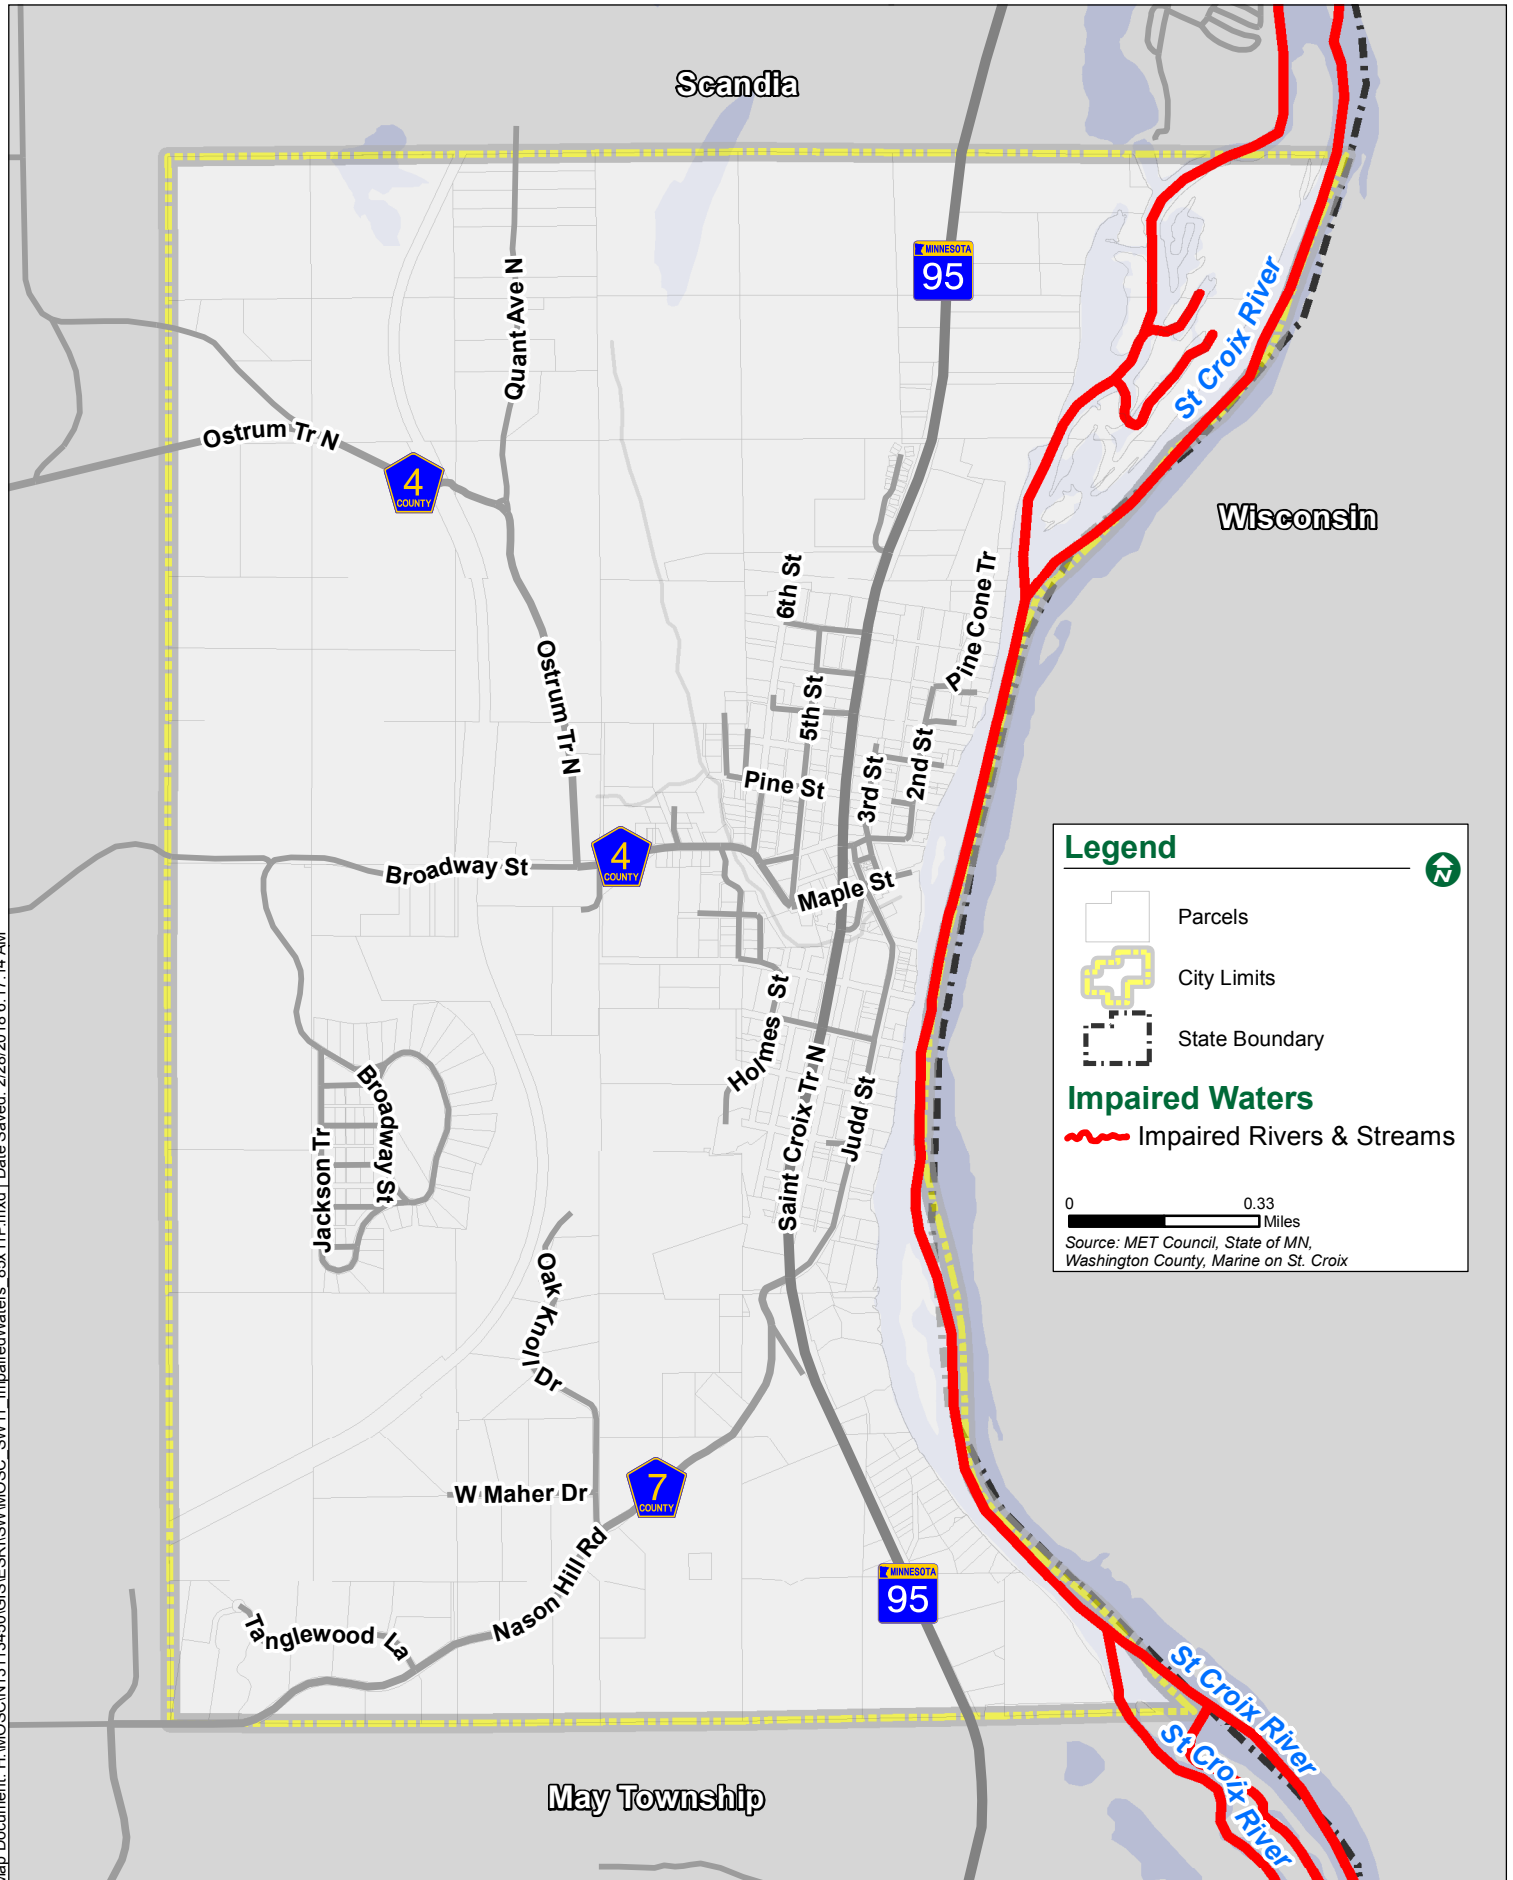 Scandia
MINNESOTA
95
Quant Ave N
St Croix River
Ostrum Tr N
4
COUNTY
Wisconsin
6th St
Pine Cone Tr
Ostrum Tr N
5th St
2nd St
3rd St
Pine St
4
COUNTY
Broadway St
Maple St
Holmes St
Saint Croix Tr N
Judd St
Broadway St
Jackson Tr
Oak Knoll Dr
W Maher Dr
7
COUNTY
Nason Hill Rd
MINNESOTA
95
Tanglewood La
St Croix River
St Croix River
May Township
Legend
N
Parcels
City Limits
State Boundary
Impaired Waters
Impaired Rivers & Streams
0 0.33
Miles
Source: MET Council, State of MN,
Washington County, Marine on St. Croix